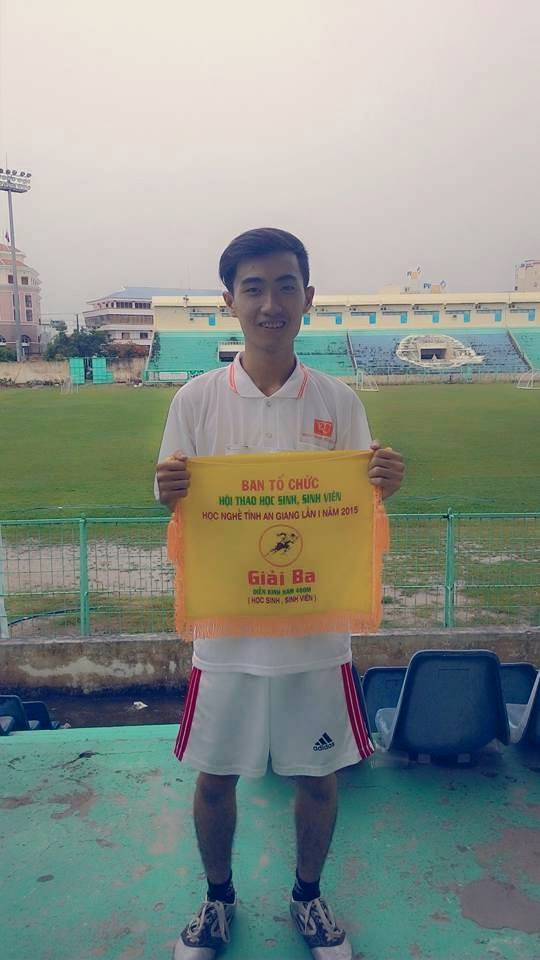 BAN TỔ CHỨC
HỘI THAO HỌC SINH, SINH VIÊN
HỌC NGHỀ TỈNH AN GIANG LẦN I NĂM 2015
Giải Ba
ĐIỀN KINH NAM 400M
( HỌC SINH , SINH VIÊN )
adidas